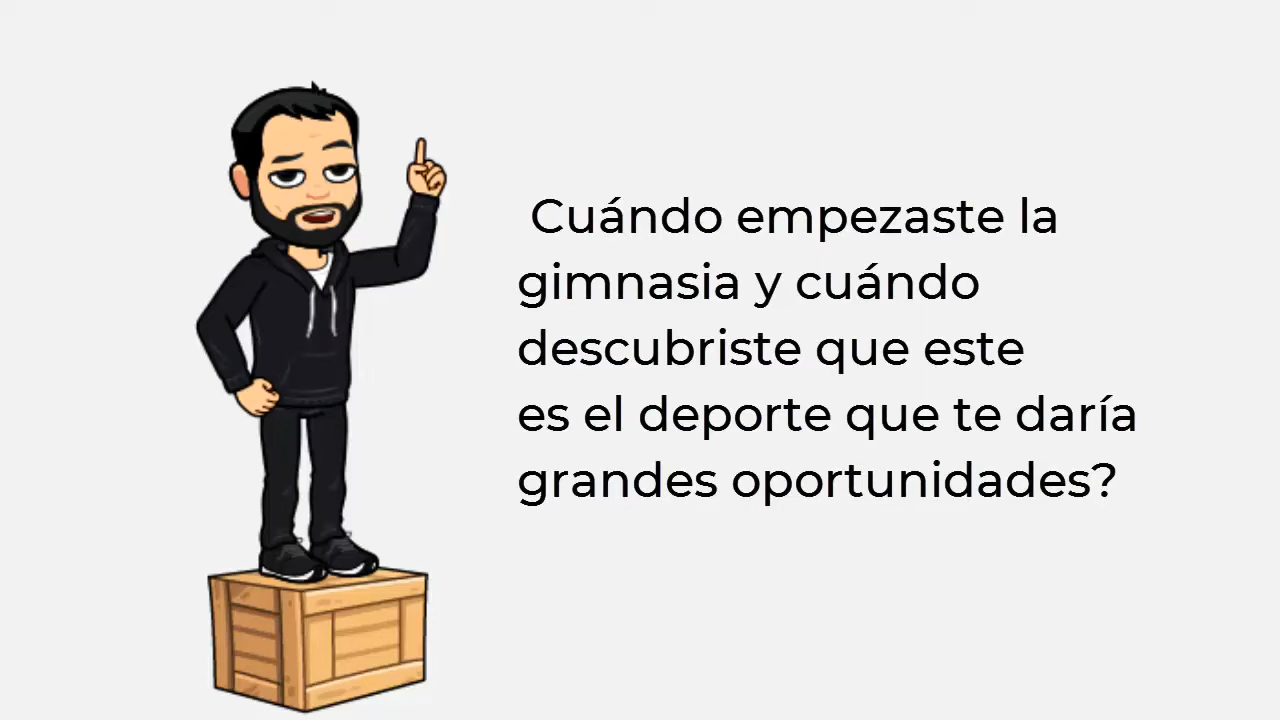 Cuándo empezaste la
gimnasia y cuándo
descubriste que este
es el deporte que te daría
grandes oportunidades?